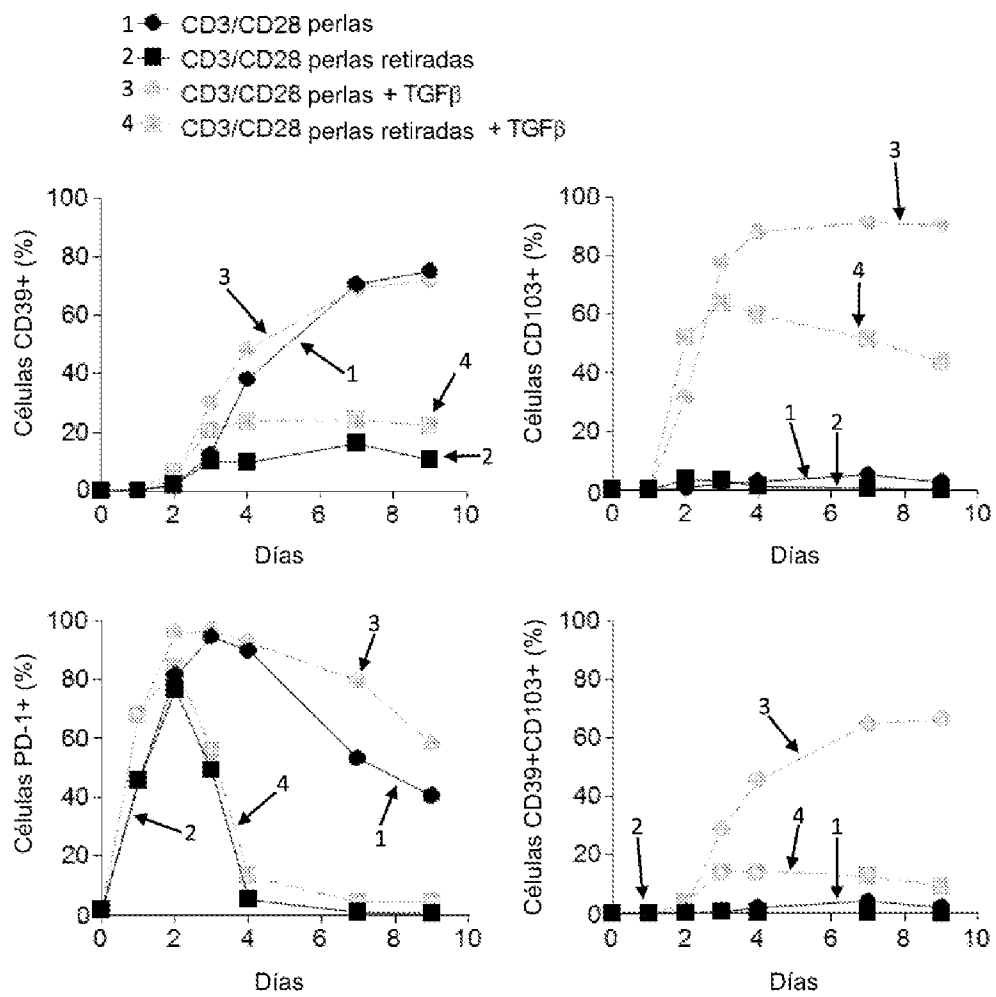 1 CD3/CD28 perlas
2 CD3/CD28 perlas retiradas
3 CD3/CD28 perlas + TGFβ
4 CD3/CD28 perlas retiradas + TGFβ
Células CD39+ (%)
100
80
60
40
20
0
0 2 4 6 8 10
Días
3
1
4
2
Células CD103+ (%)
100
80
60
40
20
0
0 2 4 6 8 10
Días
3
4
1
2
Células PD-1+ (%)
100
80
60
40
20
0
0 2 4 6 8 10
Días
3
4
2
1
Células CD39+CD103+ (%)
100
80
60
40
20
0
0 2 4 6 8 10
Días
3
2
4
1